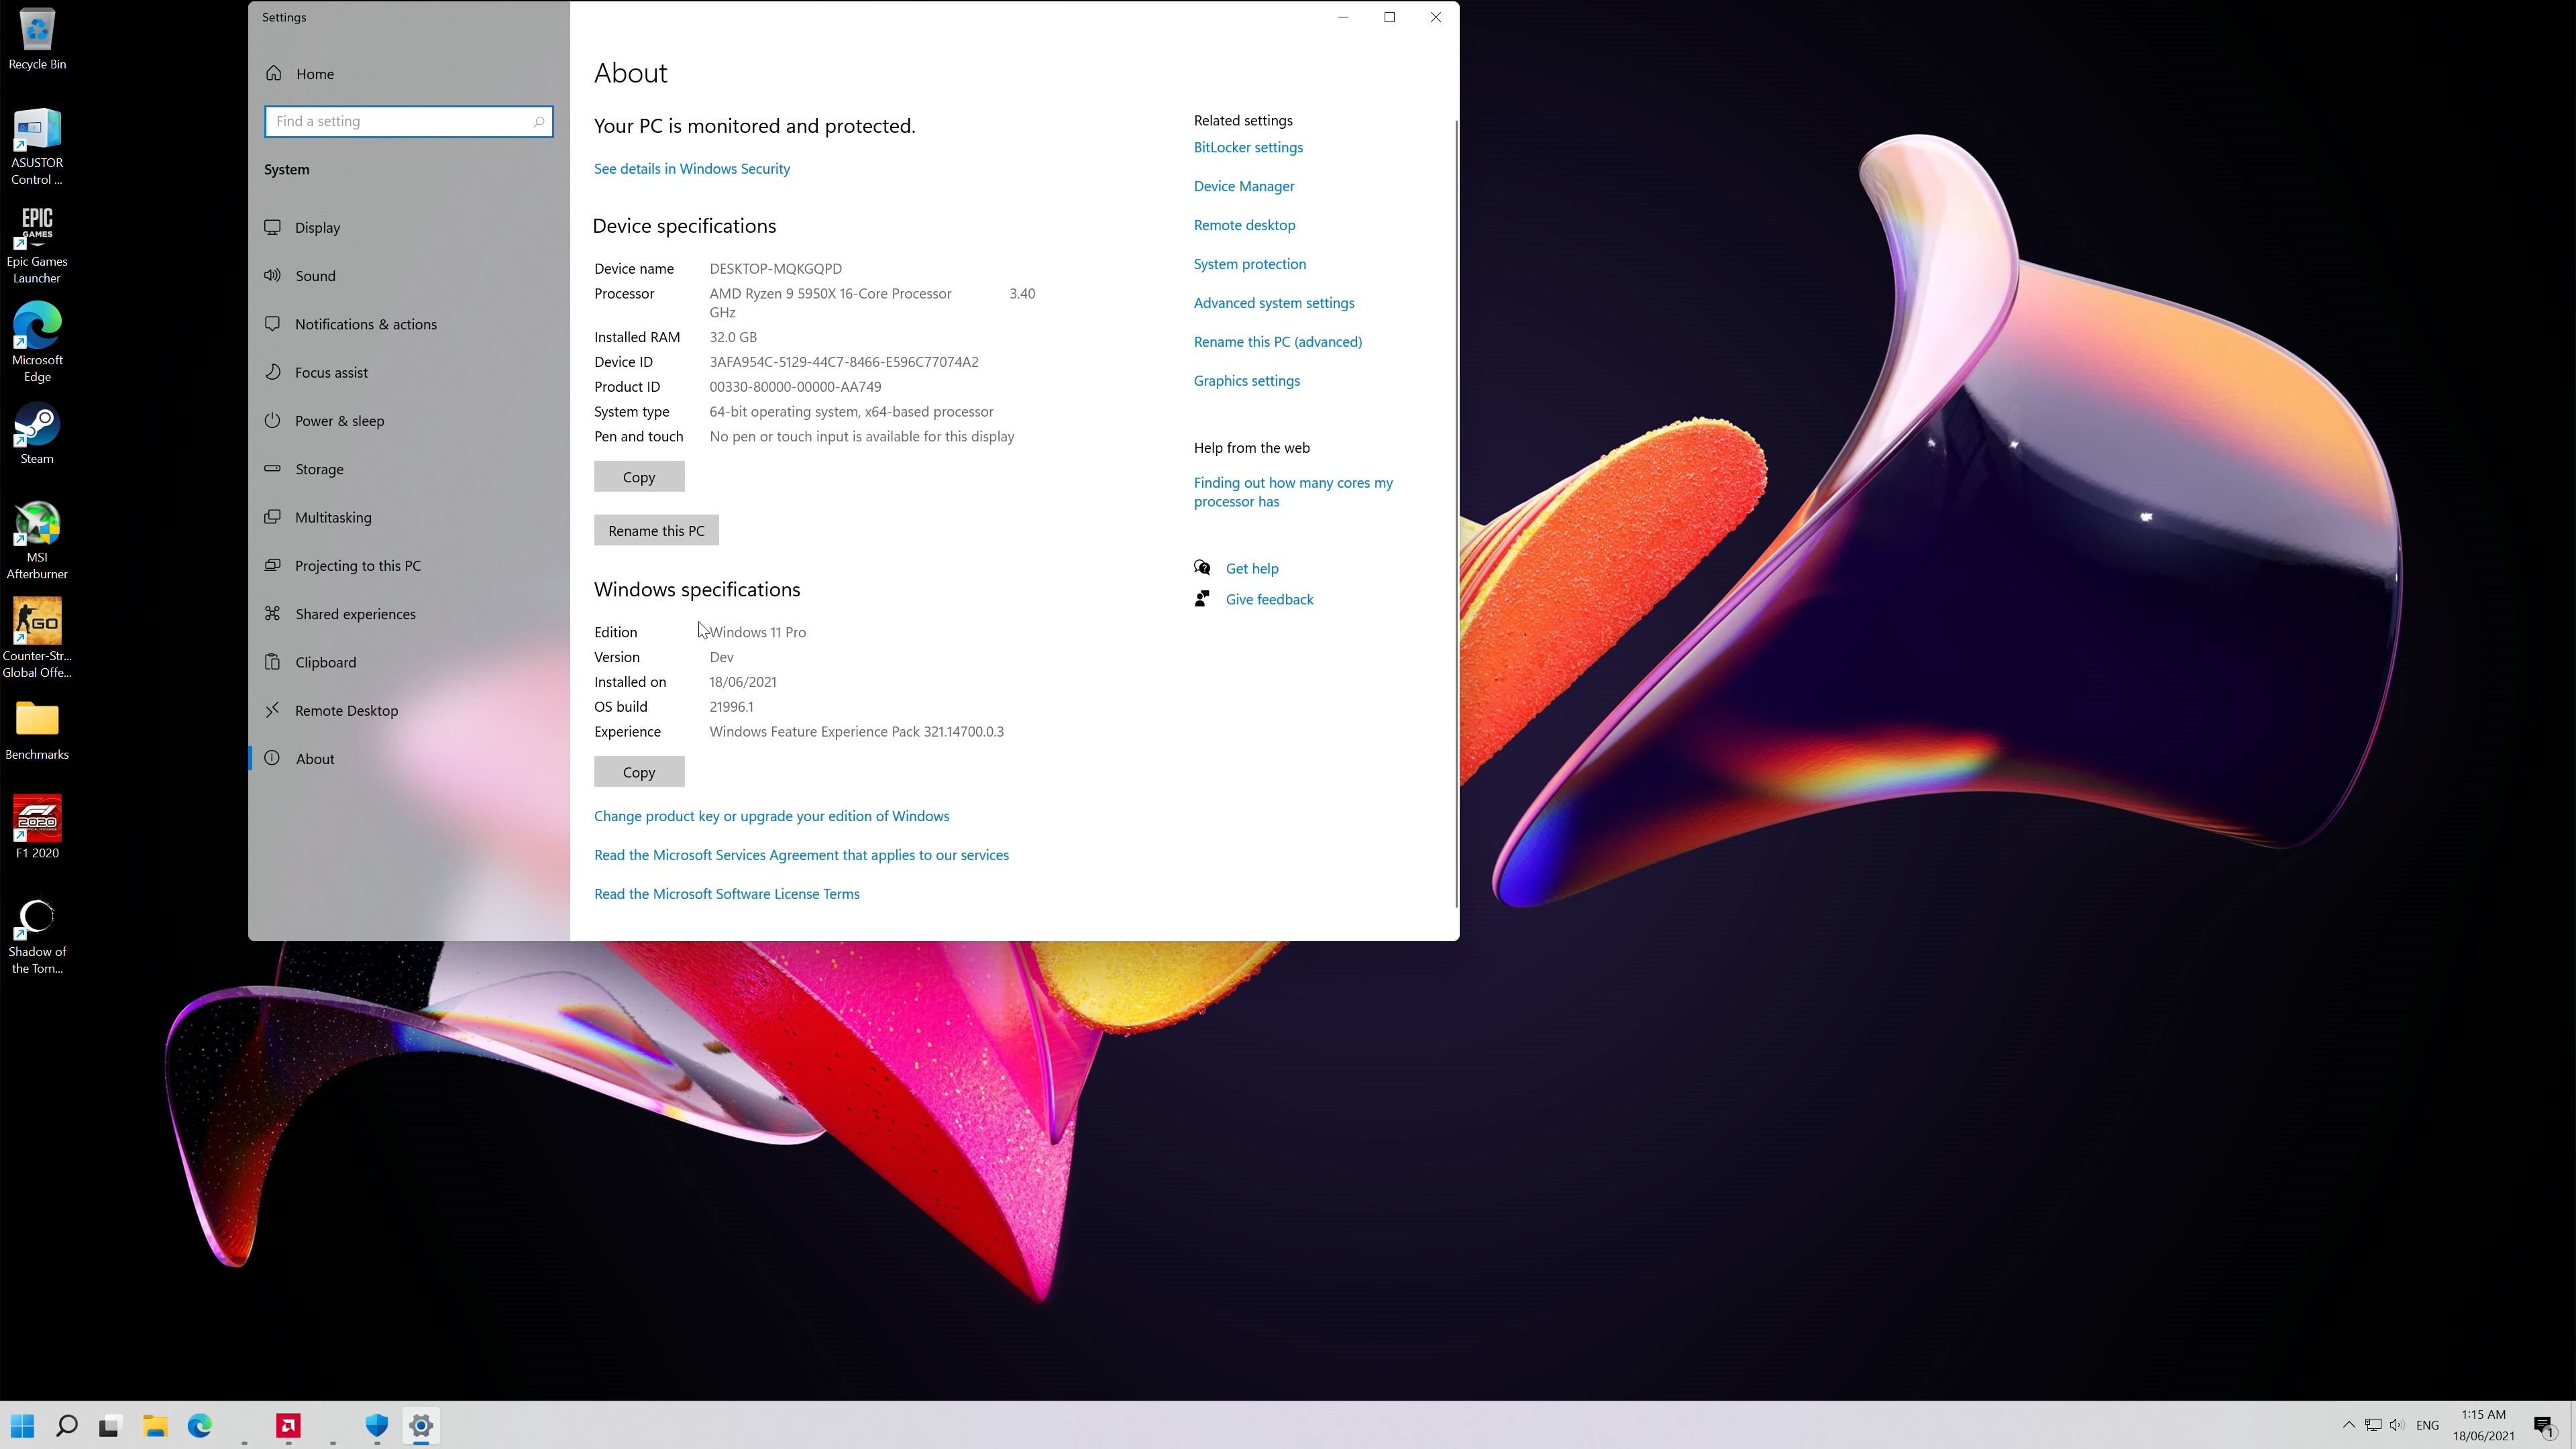 Recycle Bin
ASUSTOR
Control ...
EPIC
GAMES
Epic Games
Launcher
Microsoft
Edge
Steam
MSI
Afterburner
GO
Counter-Str...
Global Offe...
Benchmarks
F1 2020
Shadow of
the Tom...
Settings
Home
Find a setting
System
Display
Sound
Notifications & actions
Focus assist
Power & sleep
Storage
Multitasking
Projecting to this PC
Shared experiences
Clipboard
Remote Desktop
About
About
Your PC is monitored and protected.
See details in Windows Security
Device specifications
Device name DESKTOP-MQKGQPD
Processor AMD Ryzen 9 5950X 16-Core Processor 3.40
GHz
Installed RAM 32.0 GB
Device ID 3AFA954C-5129-44C7-8466-E596C77074A2
Product ID 00330-80000-00000-AA749
System type 64-bit operating system, x64-based processor
Pen and touch No pen or touch input is available for this display
Copy
Rename this PC
Windows specifications
Edition Windows 11 Pro
Version Dev
Installed on 18/06/2021
OS build 21996.1
Experience Windows Feature Experience Pack 321.14700.0.3
Copy
Change product key or upgrade your edition of Windows
Read the Microsoft Services Agreement that applies to our services
Read the Microsoft Software License Terms
Related settings
BitLocker settings
Device Manager
Remote desktop
System protection
Advanced system settings
Rename this PC (advanced)
Graphics settings
Help from the web
Finding out how many cores my
processor has
Get help
Give feedback
ENG
1:15 AM
18/06/2021
1